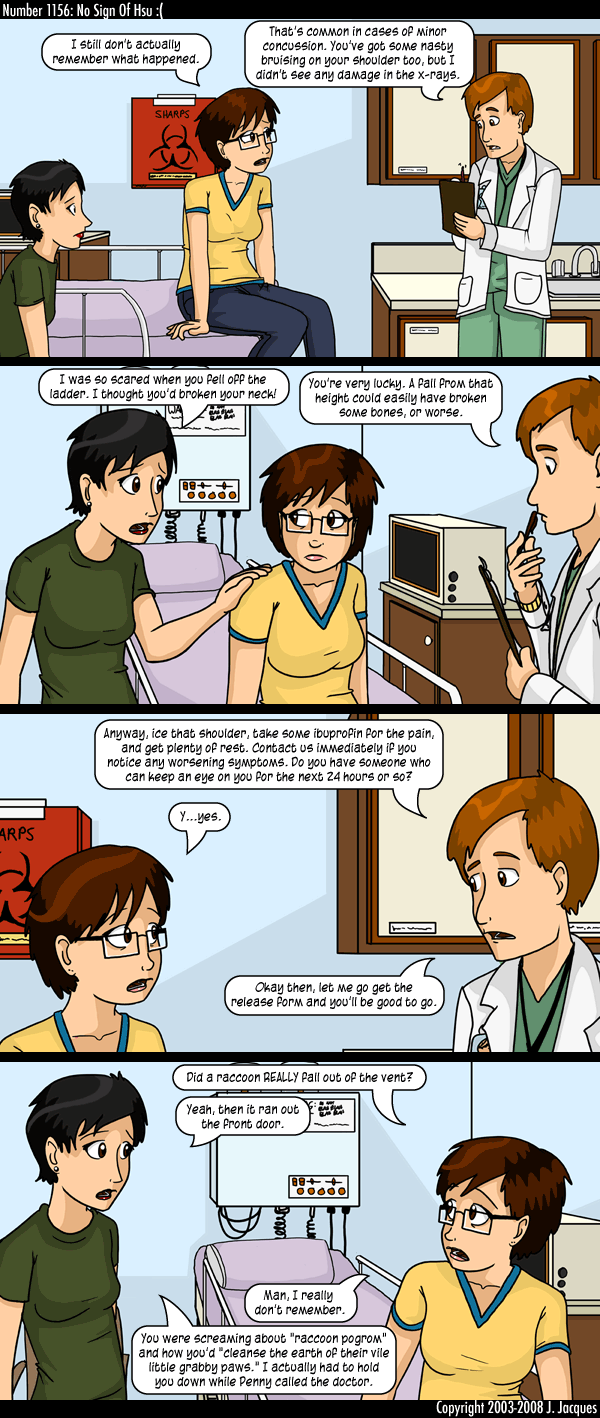 Number 1156: No Sign Of Hsu :(
I still don't actually
remember what happened.
That's common in cases of minor
concussion. You've got some nasty
bruising on your shoulder too, but I
didn't see any damage in the x-rays.
SHARPS
I was so scared when you fell off the
ladder. I thought you'd broken your neck!
You're very lucky. A fall from that
height could easily have broken
some bones, or worse.
Anyway, ice that shoulder, take some ibuprofin for the pain,
and get plenty of rest. Contact us immediately if you
notice any worsening symptoms. Do you have someone who
can keep an eye on you for the next 24 hours or so?
Y...yes.
ARPS
Okay then, let me go get the
release form and you'll be good to go.
Did a raccoon REALLY fall out of the vent?
Yeah, then it ran out
the front door.
Man, I really
don't remember.
You were screaming about "raccoon pogrom"
and how you'd "cleanse the earth of their vile
little grabby paws." I actually had to hold
you down while Penny called the doctor.
Copyright 2003-2008 J. Jacques